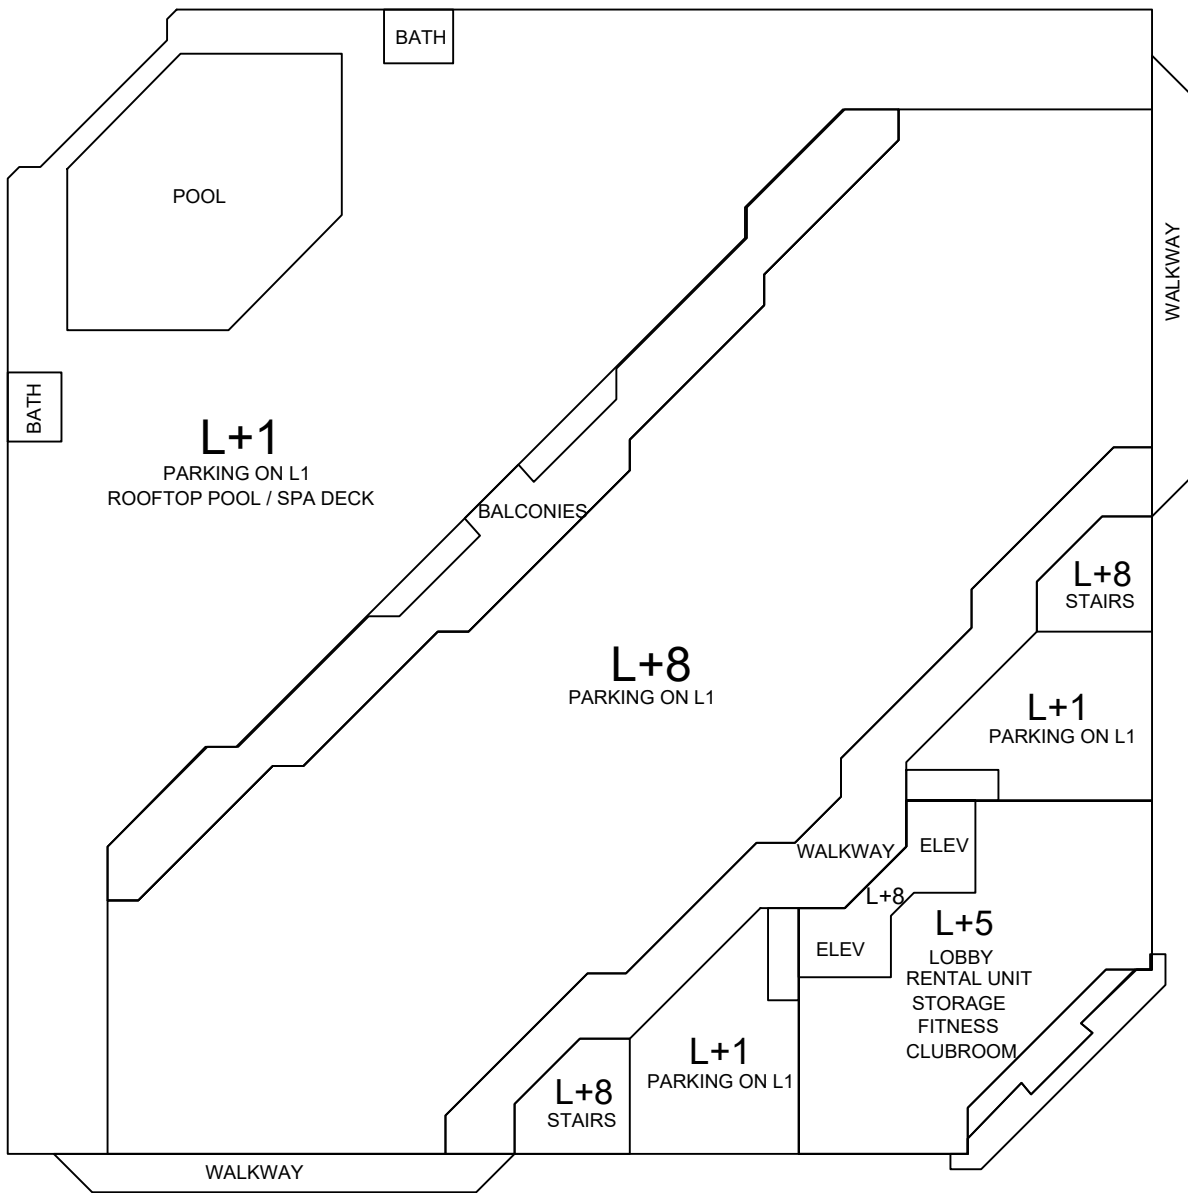 BATH
POOL
WALKWAY
BATH
L+1
PARKING ON L1
ROOFTOP POOL / SPA DECK
BALCONIES
L+8
STAIRS
L+8
PARKING ON L1
L+1
PARKING ON L1
WALKWAY
ELEV
L+8
ELEV
L+5
LOBBY
RENTAL UNIT
STORAGE
FITNESS
CLUBROOM
L+1
PARKING ON L1
L+8
STAIRS
WALKWAY